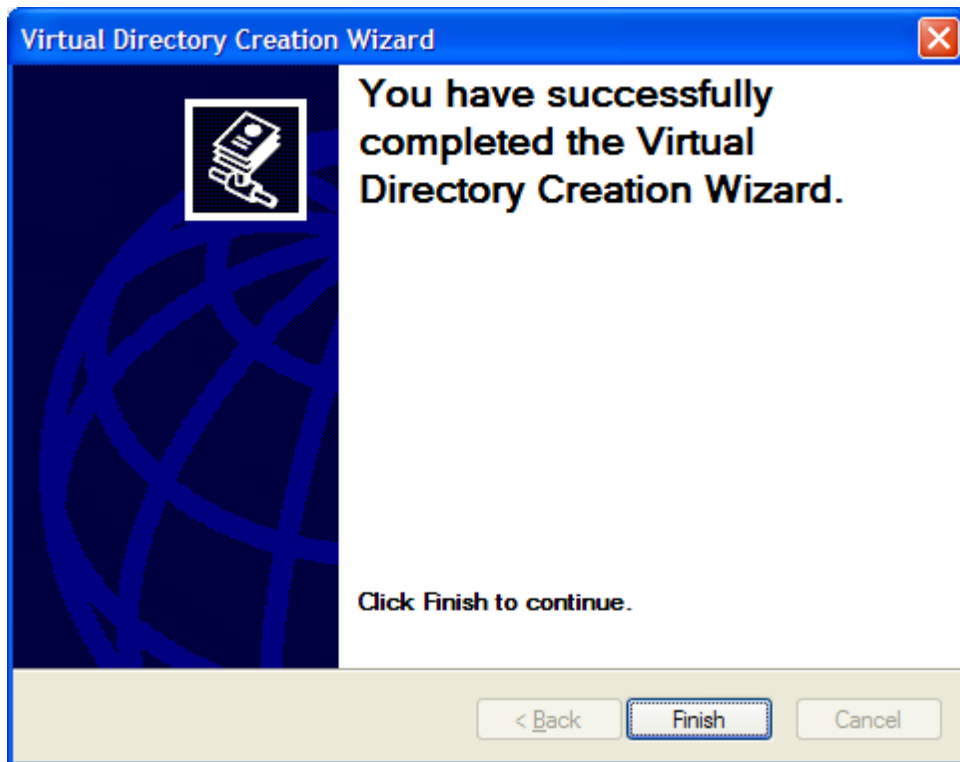 Virtual Directory Creation Wizard
You have successfully
completed the Virtual
Directory Creation Wizard.
Click Finish to continue.
< Back Finish Cancel